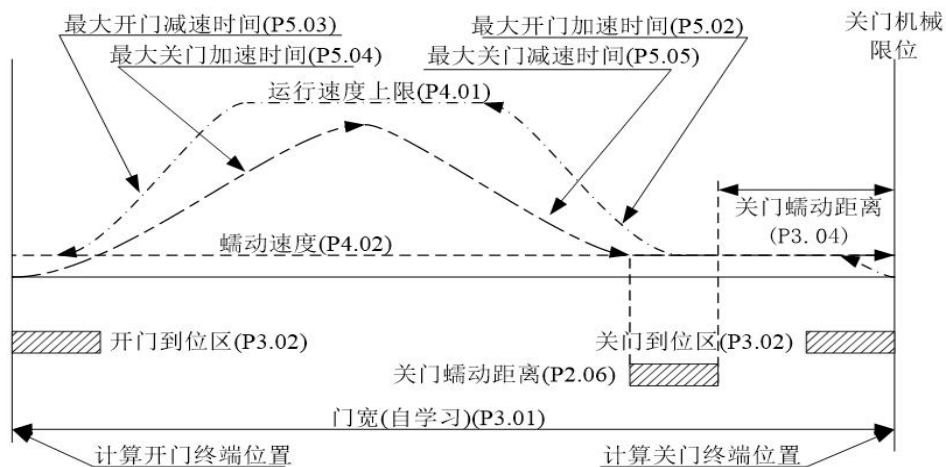 最大开门减速时间(P5.03)
最大开门加速时间(P5.02)
关门机械
限位
最大关门加速时间(P5.04)
最大关门减速时间(P5.05)
运行速度上限(P4.01)
关门蠕动距离
(P3.04)
蠕动速度(P4.02)
开门到位区(P3.02)
关门到位区(P3.02)
关门蠕动距离(P2.06)
门宽(自学习)(P3.01)
计算开门终端位置
计算关门终端位置